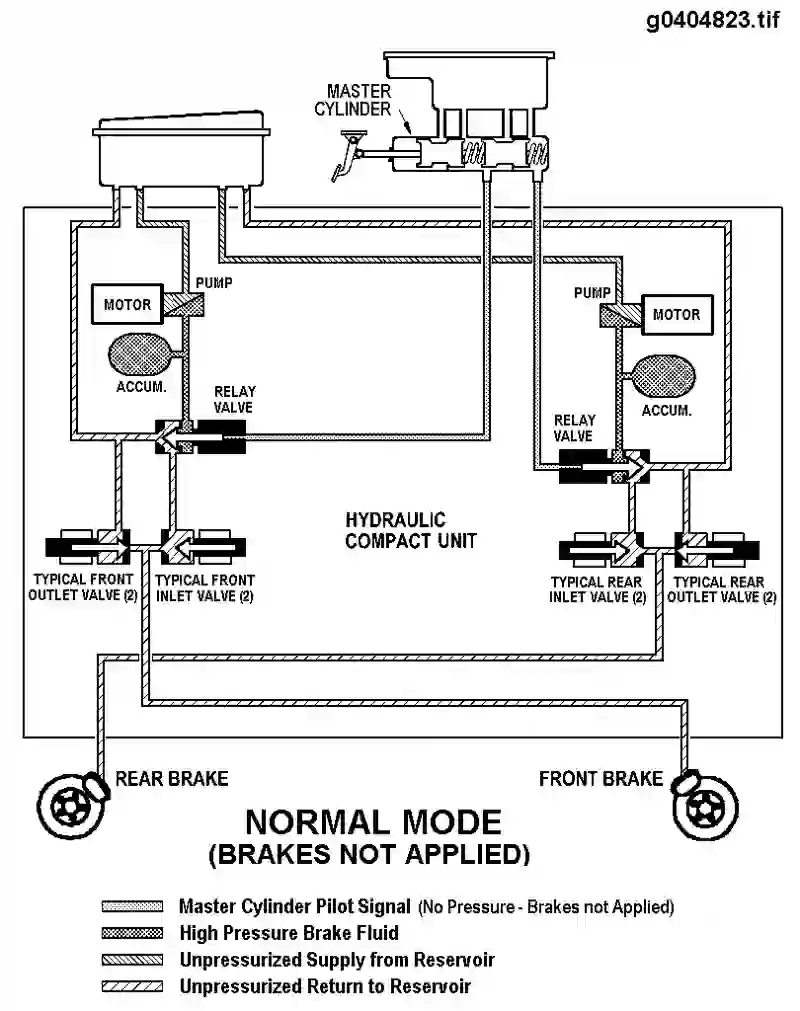 g0404823.tif
MASTER
CYLINDER
PUMP
MOTOR
PUMP
MOTOR
ACCUM.
ACCUM.
RELAY
VALVE
RELAY
VALVE
HYDRAULIC
COMPACT UNIT
TYPICAL FRONT
OUTLET VALVE (2)
TYPICAL FRONT
INLET VALVE (2)
TYPICAL REAR
INLET VALVE (2)
TYPICAL REAR
OUTLET VALVE (2)
REAR BRAKE
FRONT BRAKE
NORMAL MODE
(BRAKES NOT APPLIED)
Master Cylinder Pilot Signal (No Pressure - Brakes not Applied)
High Pressure Brake Fluid
Unpressurized Supply from Reservoir
Unpressurized Return to Reservoir